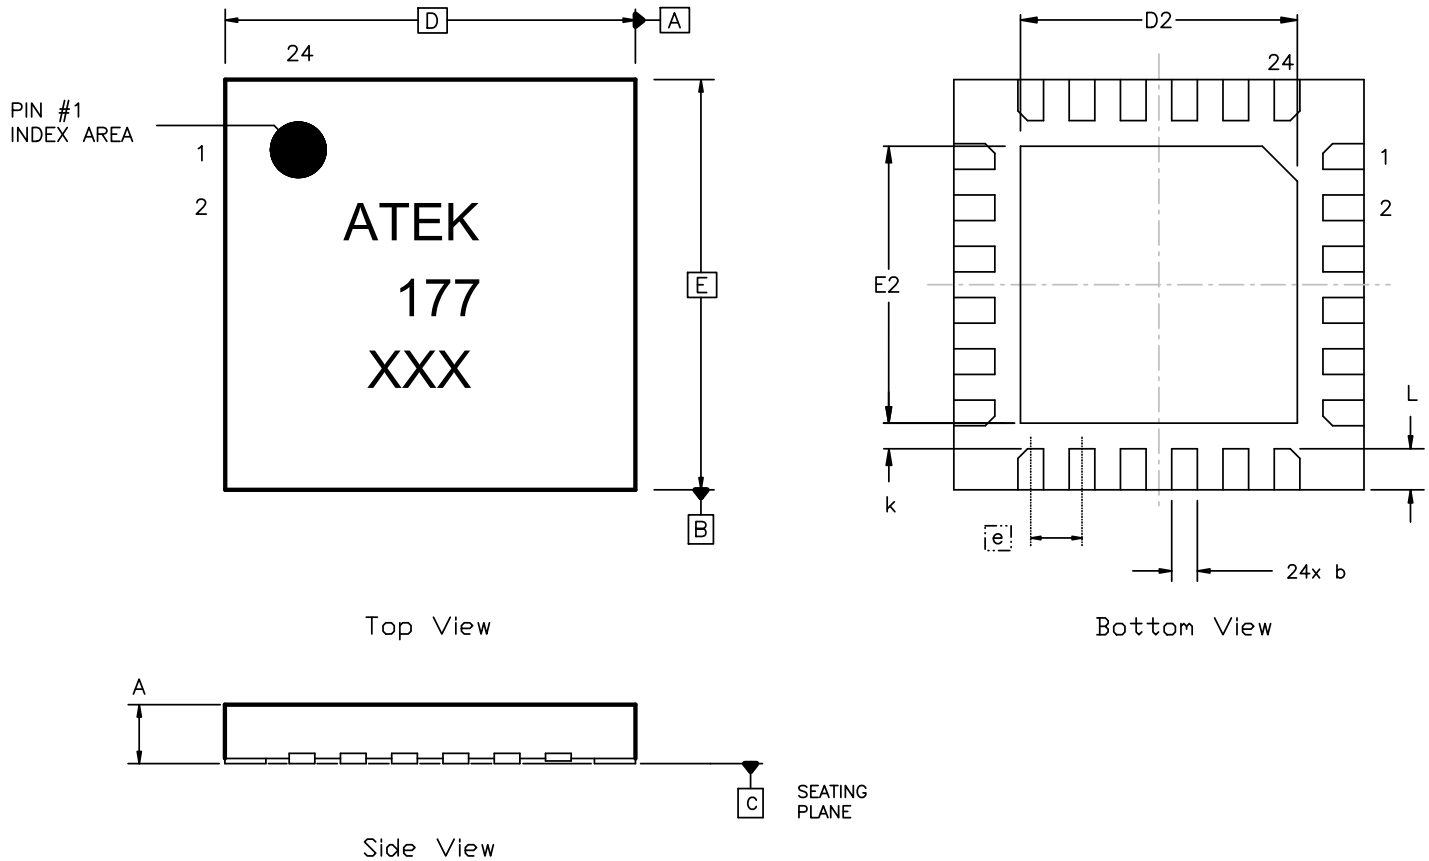 D
A
24
PIN #1
INDEX AREA
1
2
ATEK
177
XXX
E
B
Top View
D2
24
1
2
E2
L
k
e
24x b
Bottom View
A
C
SEATING
PLANE
Side View